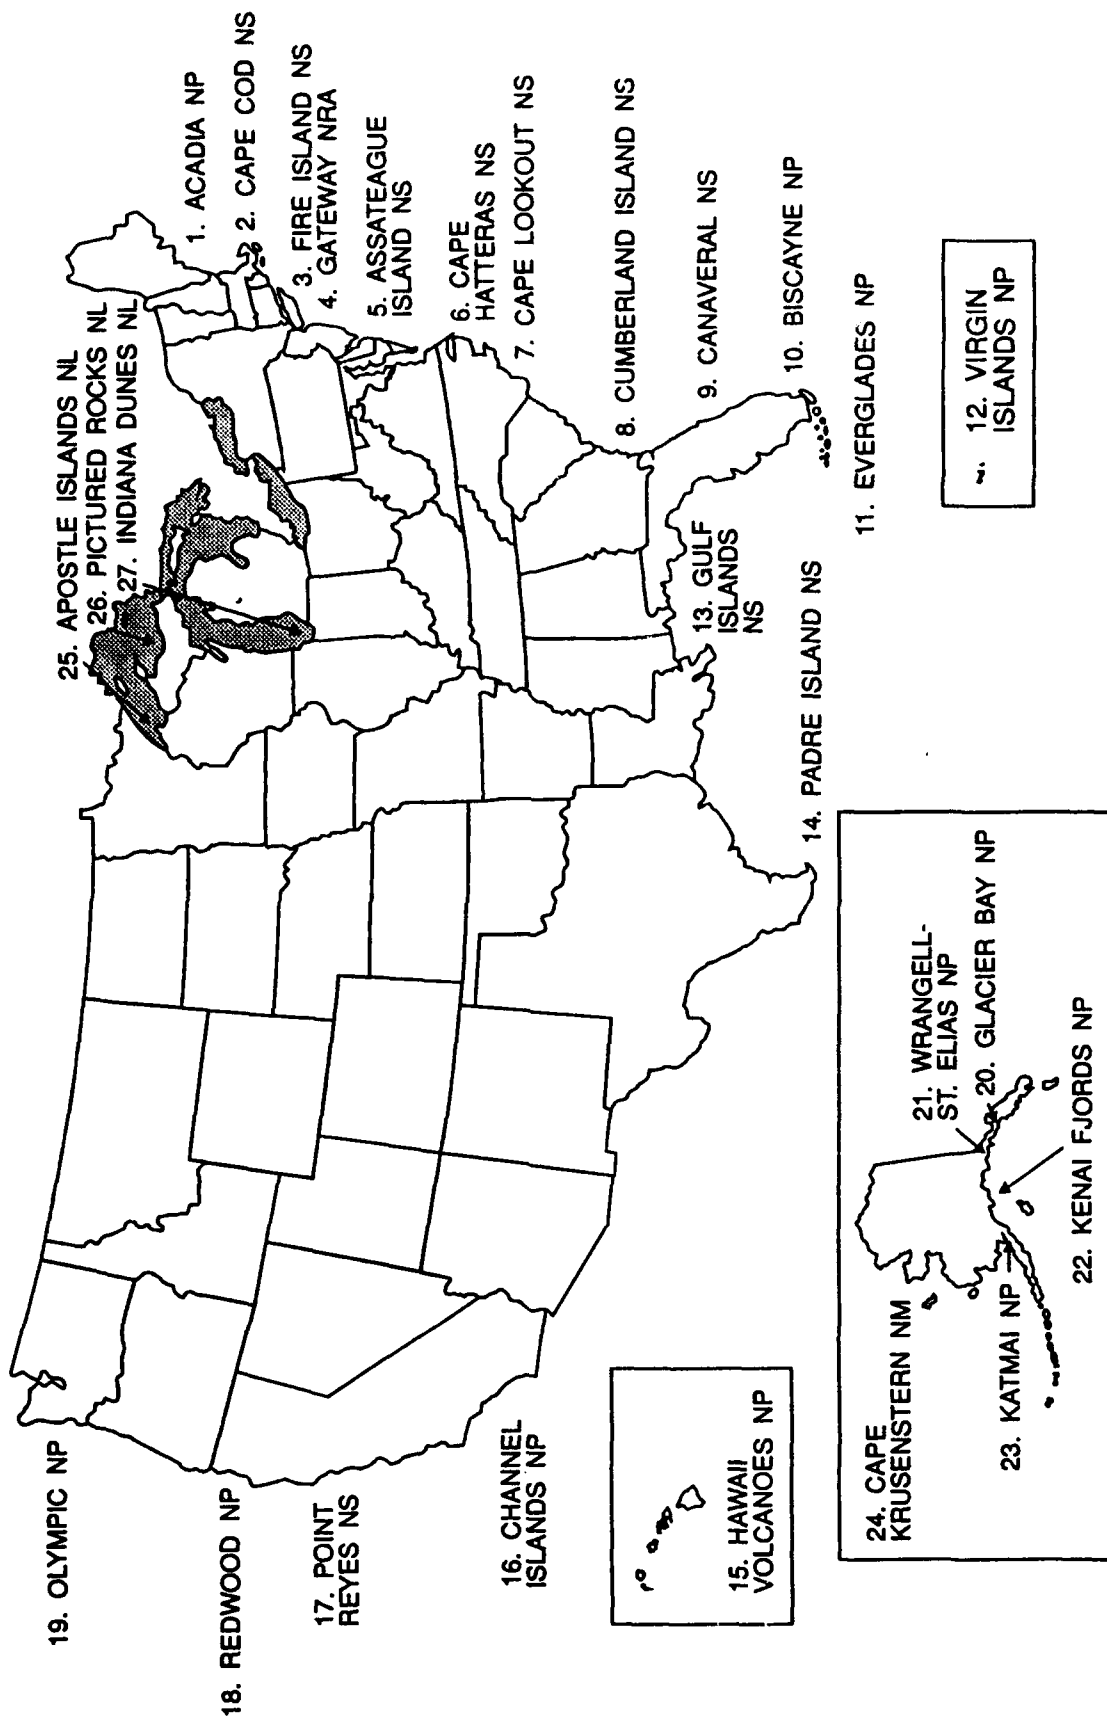 1. ACADIA NP
2. CAPE COD NS
3. FIRE ISLAND NS
4. GATEWAY NRA
5. ASSATEAGUE
ISLAND NS
6. CAPE
HATTERAS NS
7. CAPE LOOKOUT NS
8. CUMBERLAND ISLAND NS
9. CANAVERAL NS
10. BISCAYNE NP
11. EVERGLADES NP
12. VIRGIN
ISLANDS NP
13. GULF
ISLANDS
NS
14. PADRE ISLAND NS
15. HAWAII
VOLCANOES NP
16. CHANNEL
ISLANDS NP
17. POINT
REYES NS
18. REDWOOD NP
19. OLYMPIC NP
20. GLACIER BAY NP
21. WRANGELL-
ST. ELIAS NP
22. KENAI FJORDS NP
23. KATMAI NP
24. CAPE
KRUSENSTERN NM
25. APOSTLE ISLANDS NL
26. PICTURED ROCKS NL
27. INDIANA DUNES NL